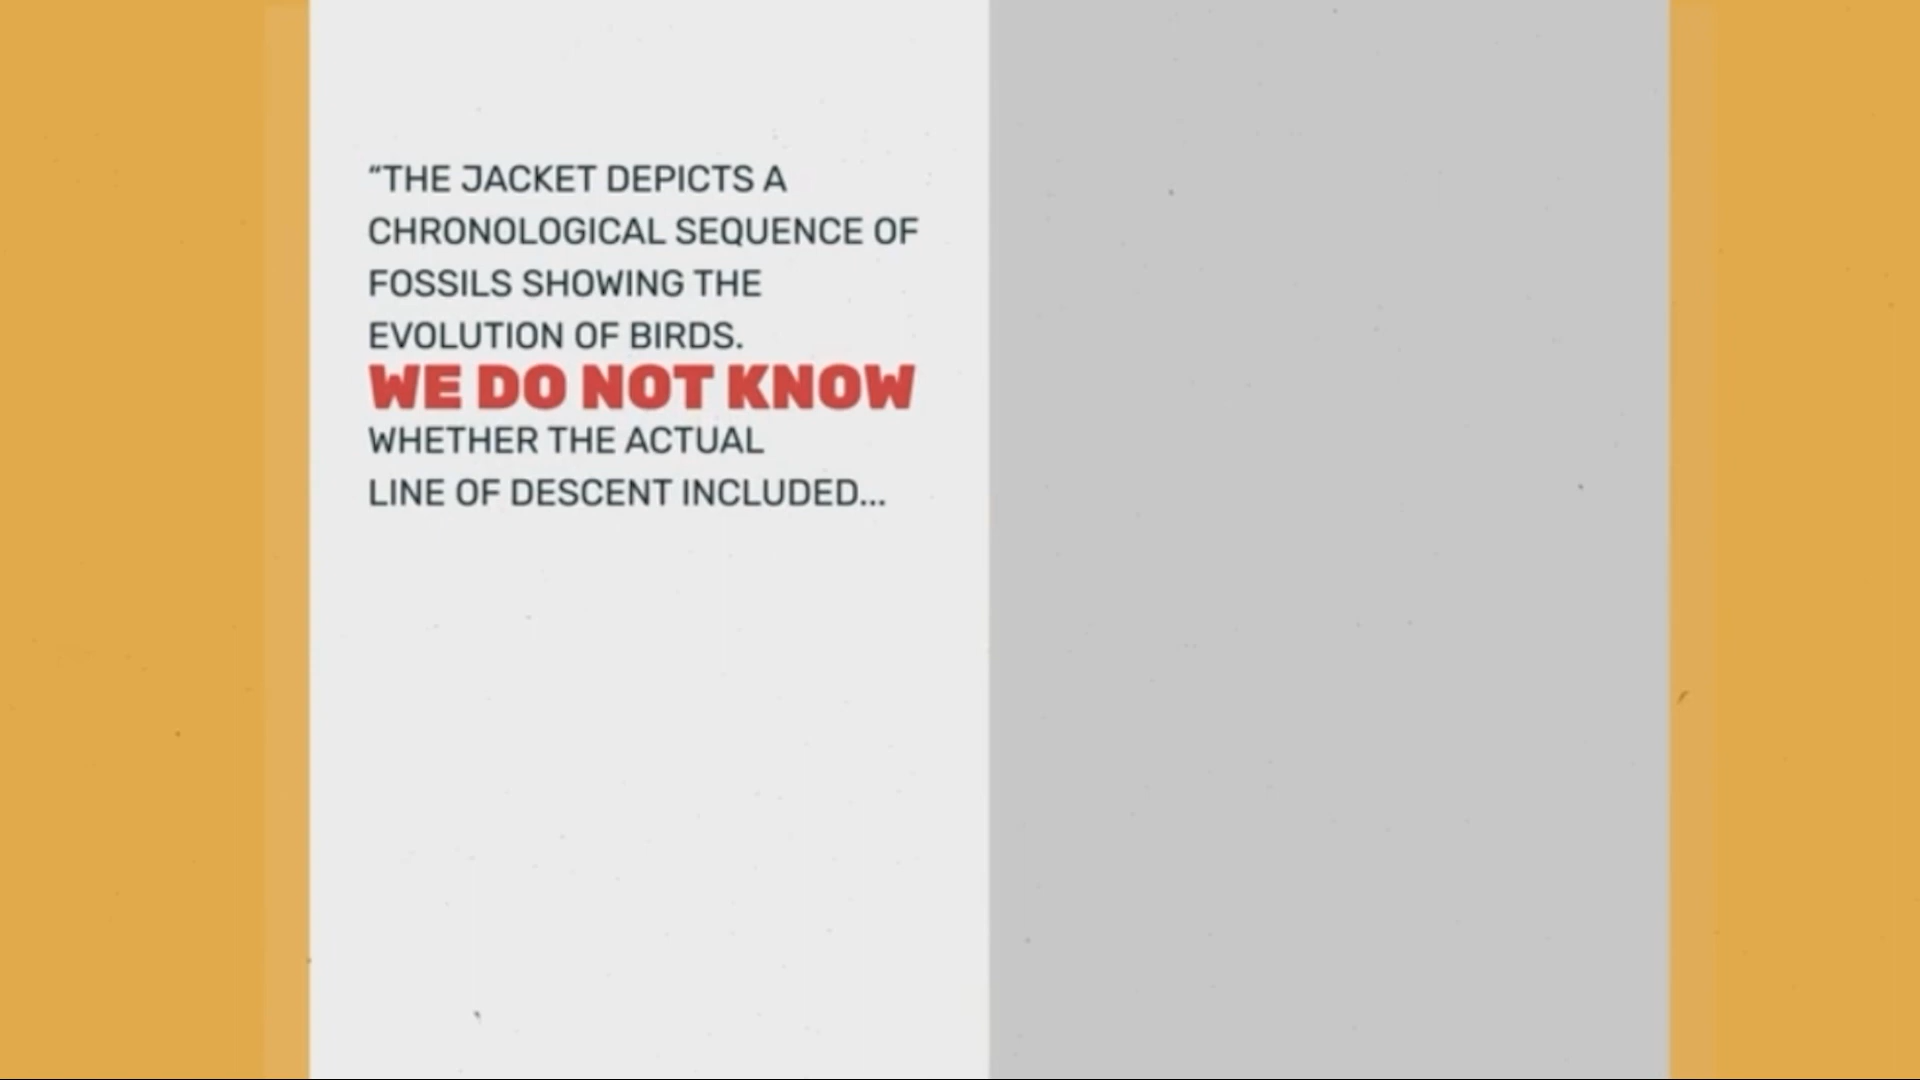 “THE JACKET DEPICTS A
CHRONOLOGICAL SEQUENCE OF
FOSSILS SHOWING THE
EVOLUTION OF BIRDS.
WE DO NOT KNOW
WHETHER THE ACTUAL
LINE OF DESCENT INCLUDED...